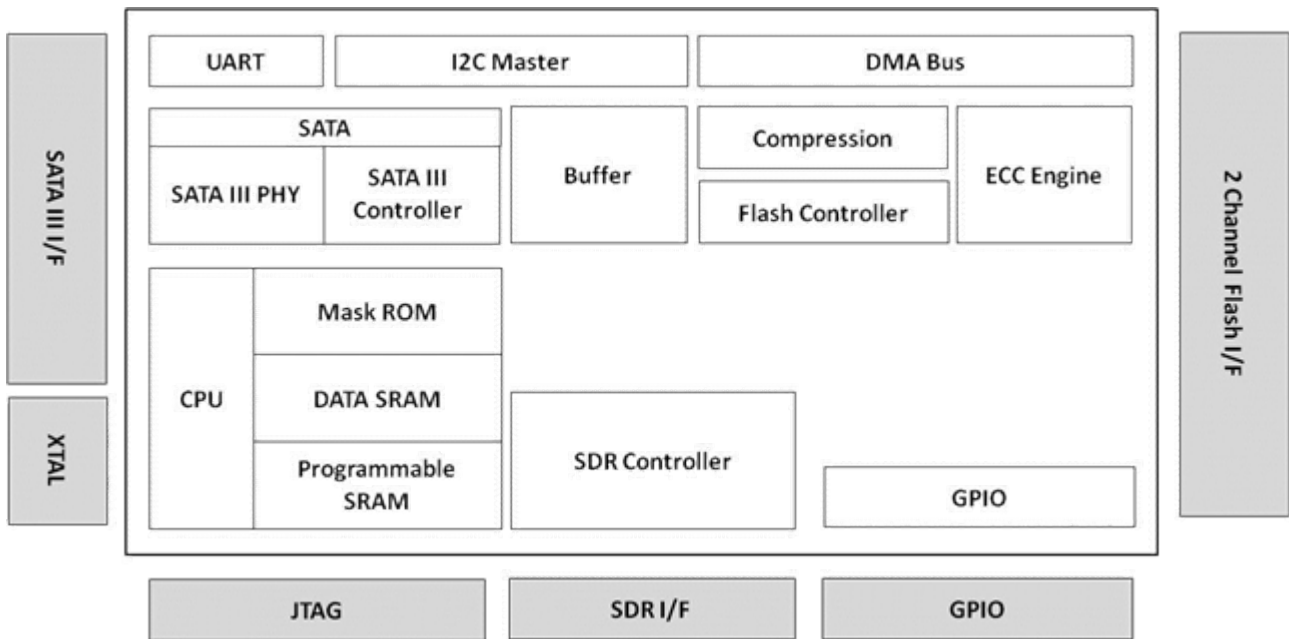 UART
I2C Master
DMA Bus
SATA III I/F
SATA
SATA III PHY
SATA III
Controller
Buffer
Compression
Flash Controller
ECC Engine
2 Channel Flash I/F
CPU
Mask ROM
DATA SRAM
Programmable
SRAM
SDR Controller
GPIO
XTAL
JTAG
SDR I/F
GPIO